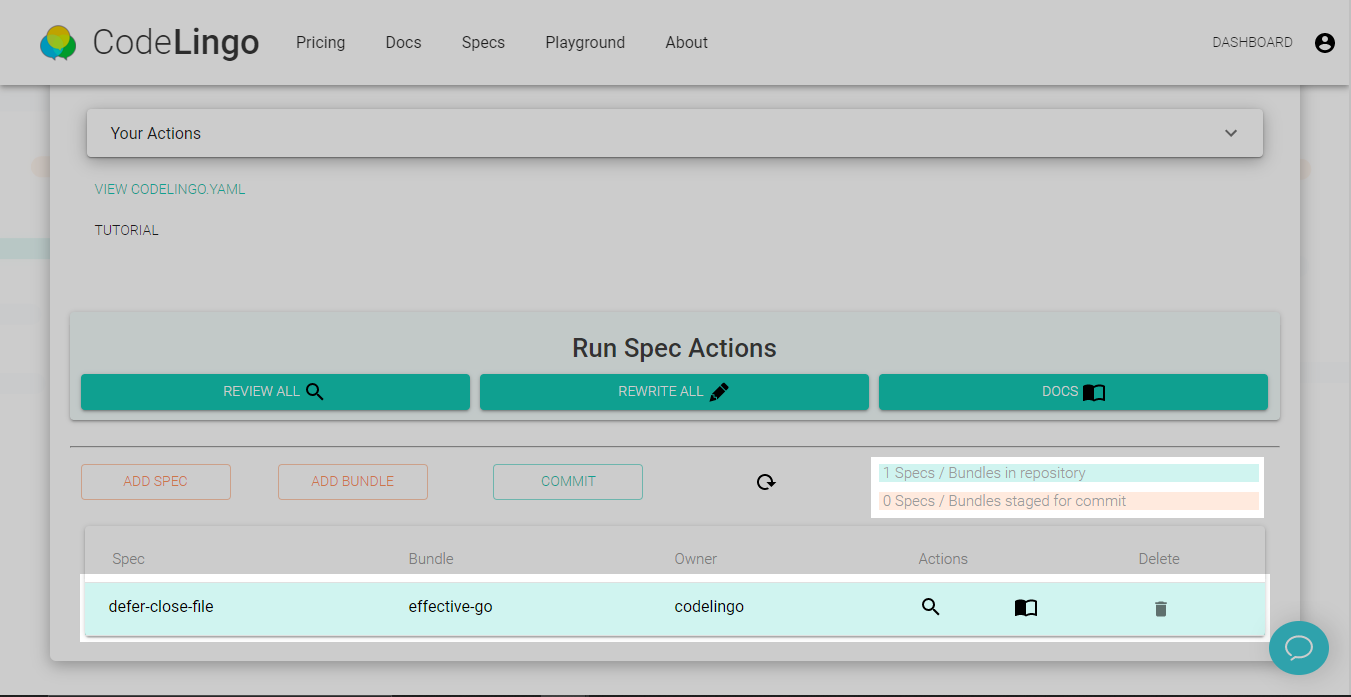 CodeLingo Pricing Docs Specs Playground About DASHBOARD
Your Actions
VIEW CODELINGO.YAML
TUTORIAL
Run Spec Actions
REVIEW ALL REWRITE ALL DOCS
ADD SPEC ADD BUNDLE COMMIT 1 Specs / Bundles in repository
0 Specs / Bundles staged for commit
Spec Bundle Owner Actions Delete
defer-close-file effective-go codelingo